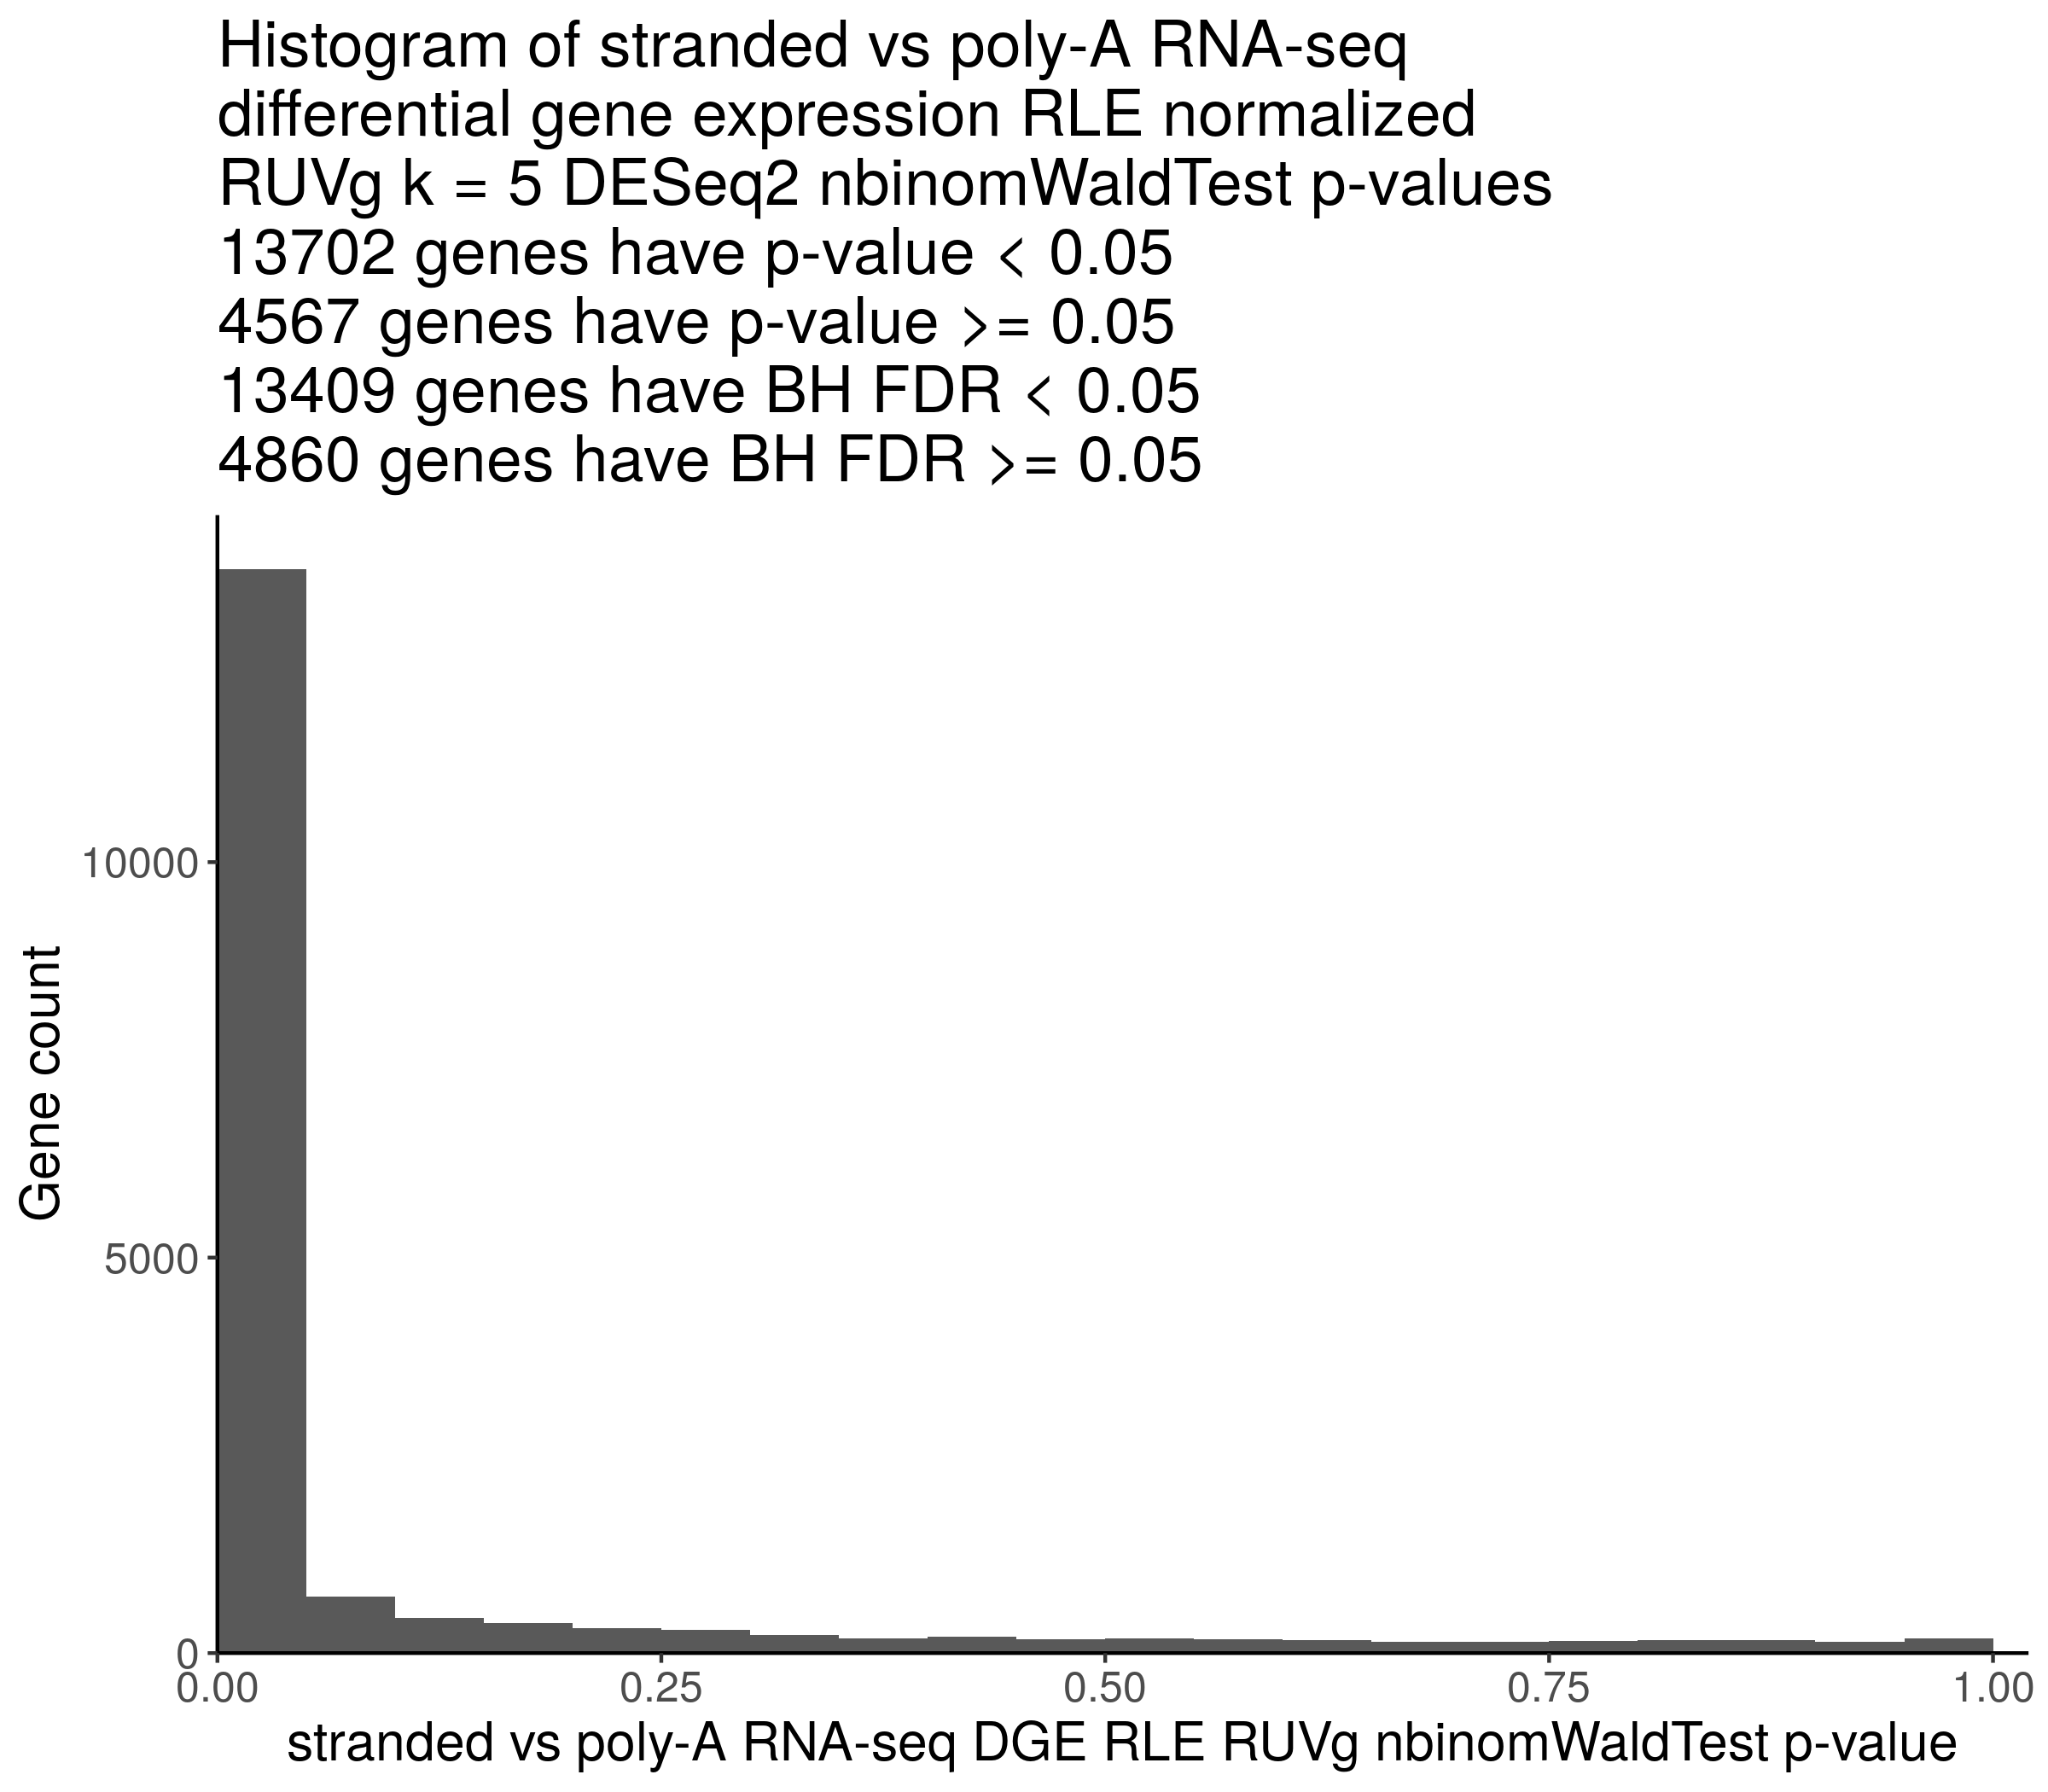 Histogram of stranded vs poly-A RNA-seq
differential gene expression RLE normalized
RUVg k = 5 DESeq2 nbinomWaldTest p-values
13702 genes have p-value < 0.05
4567 genes have p-value >= 0.05
13409 genes have BH FDR < 0.05
4860 genes have BH FDR >= 0.05
Gene count
10000
5000
0
0.00 0.25 0.50 0.75 1.00
stranded vs poly-A RNA-seq DGE RLE RUVg nbinomWaldTest p-value